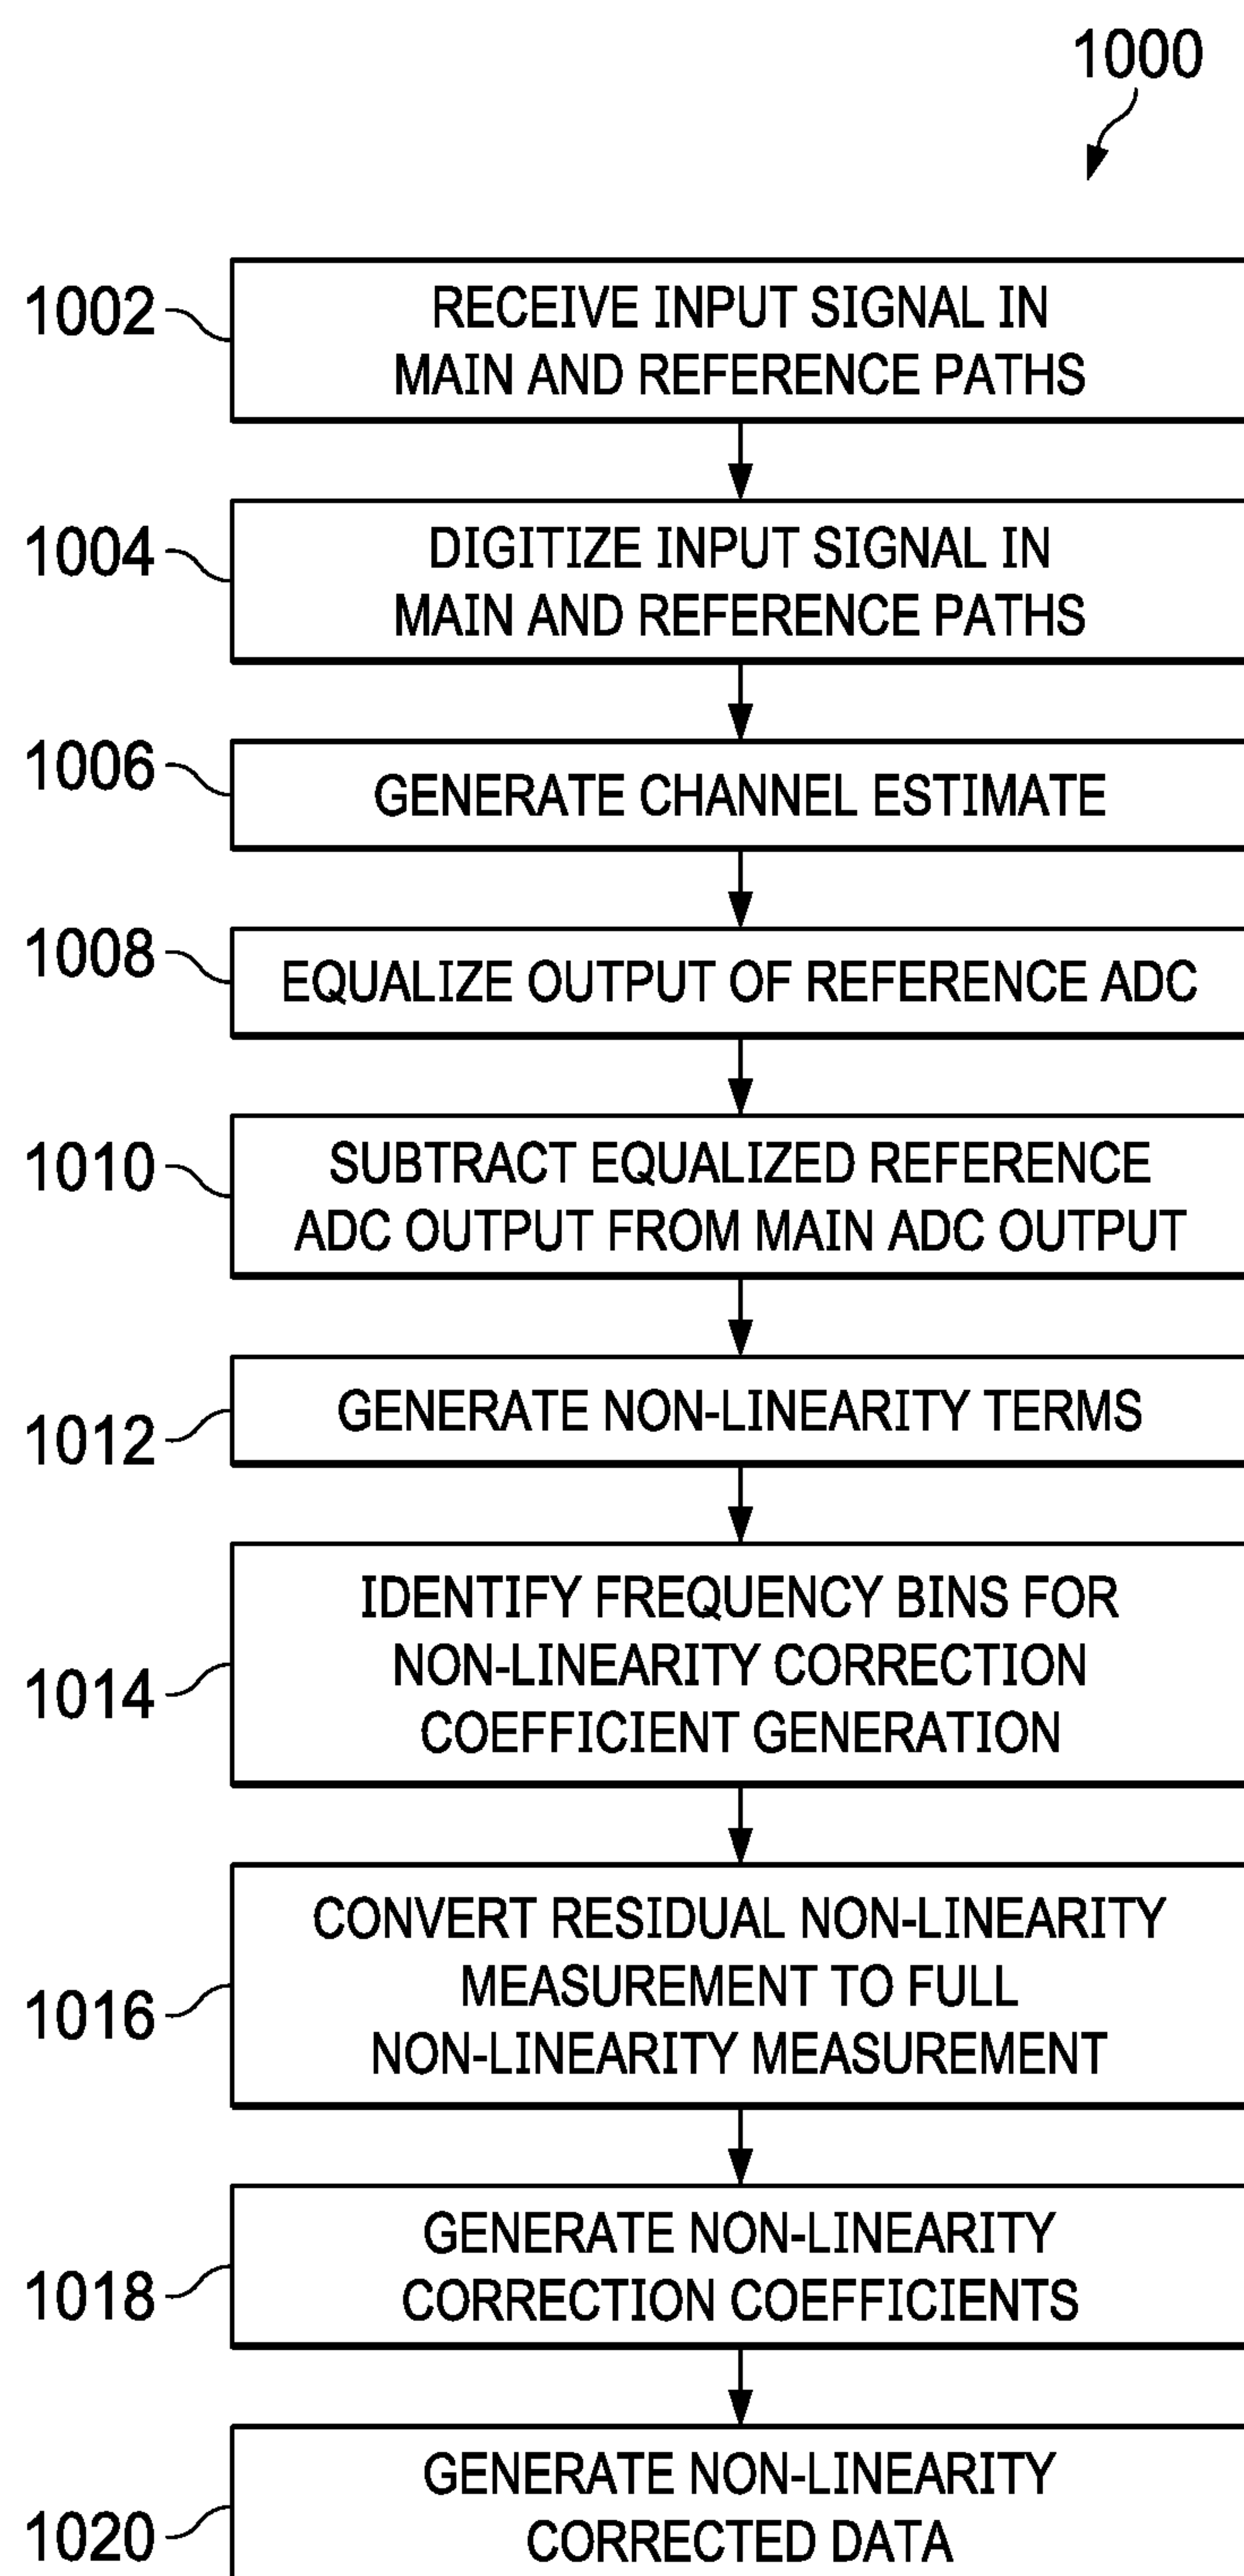 1000
1002
RECEIVE INPUT SIGNAL IN
MAIN AND REFERENCE PATHS
1004
DIGITIZE INPUT SIGNAL IN
MAIN AND REFERENCE PATHS
1006
GENERATE CHANNEL ESTIMATE
1008
EQUALIZE OUTPUT OF REFERENCE ADC
1010
SUBTRACT EQUALIZED REFERENCE
ADC OUTPUT FROM MAIN ADC OUTPUT
1012
GENERATE NON-LINEARITY TERMS
1014
IDENTIFY FREQUENCY BINS FOR
NON-LINEARITY CORRECTION
COEFFICIENT GENERATION
1016
CONVERT RESIDUAL NON-LINEARITY
MEASUREMENT TO FULL
NON-LINEARITY MEASUREMENT
1018
GENERATE NON-LINEARITY
CORRECTION COEFFICIENTS
1020
GENERATE NON-LINEARITY
CORRECTED DATA